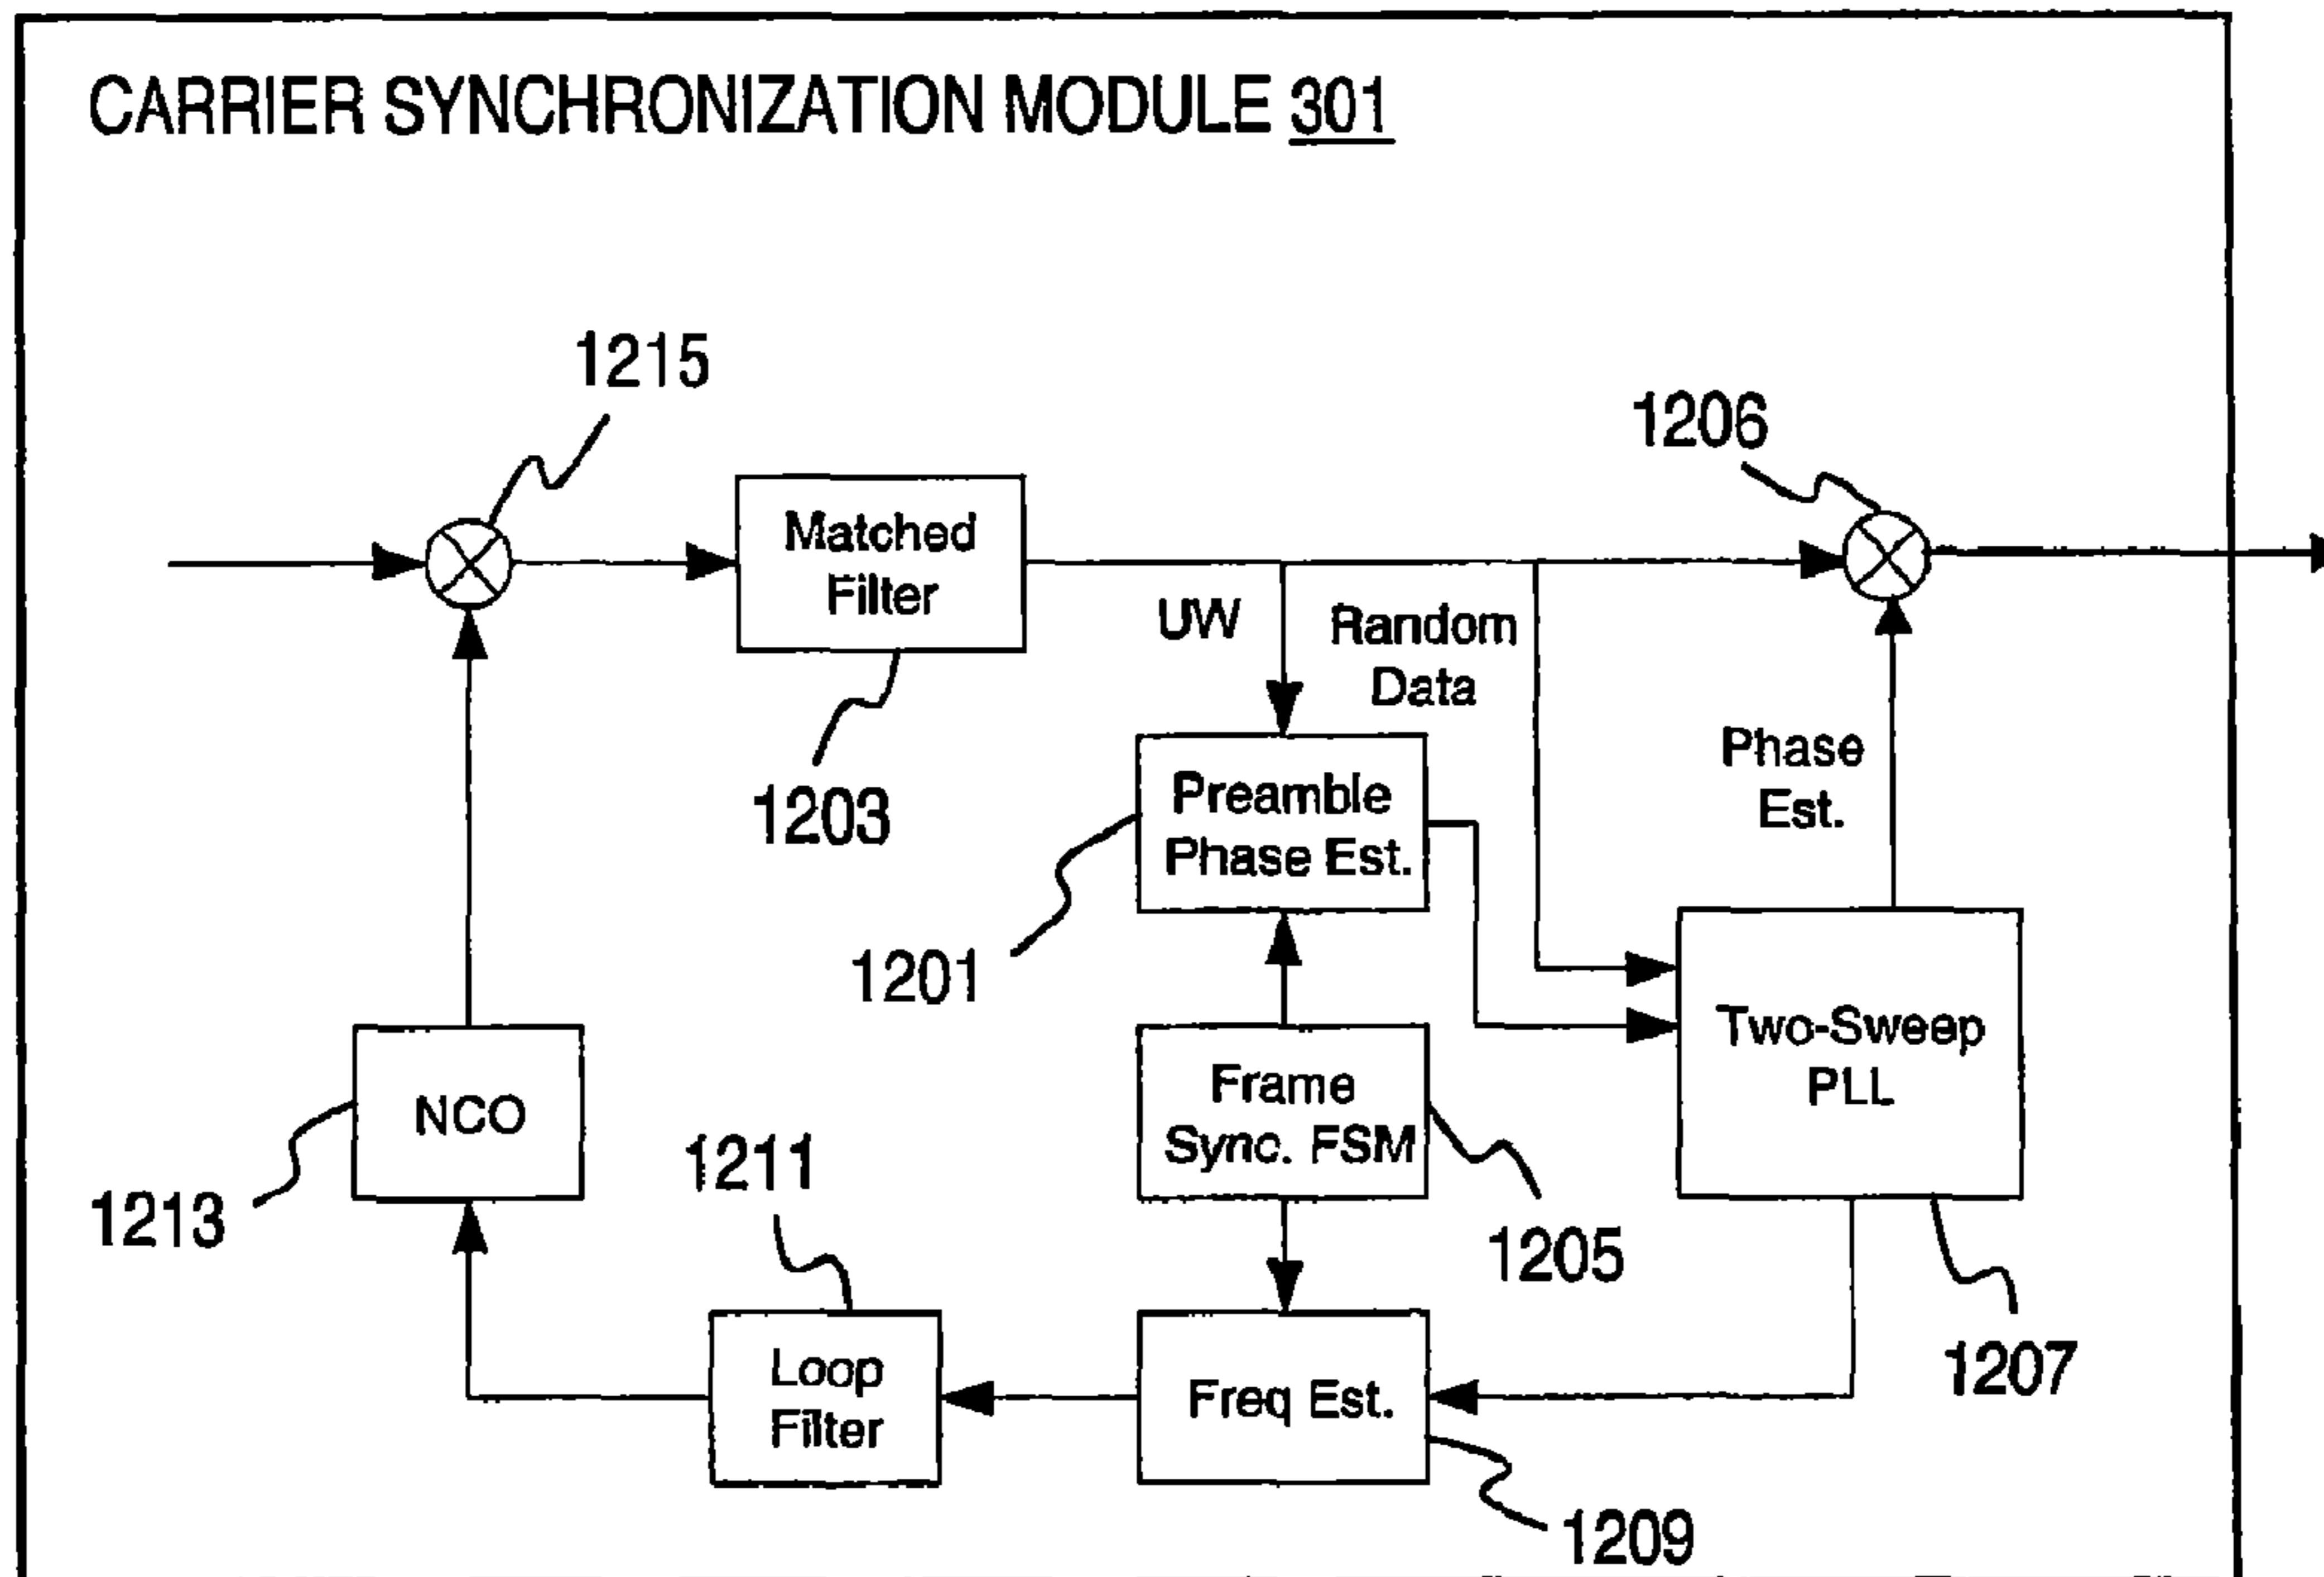 CARRIER SYNCHRONIZATION MODULE 301
1215
1206
Matched
Filter
UW
Random
Data
1203
Phase
Est.
Preamble
Phase Est.
1201
Two-Sweep
PLL
Frame
Sync. FSM
NCO
1211
1213
1205
1207
Loop
Filter
Freq Est.
1209